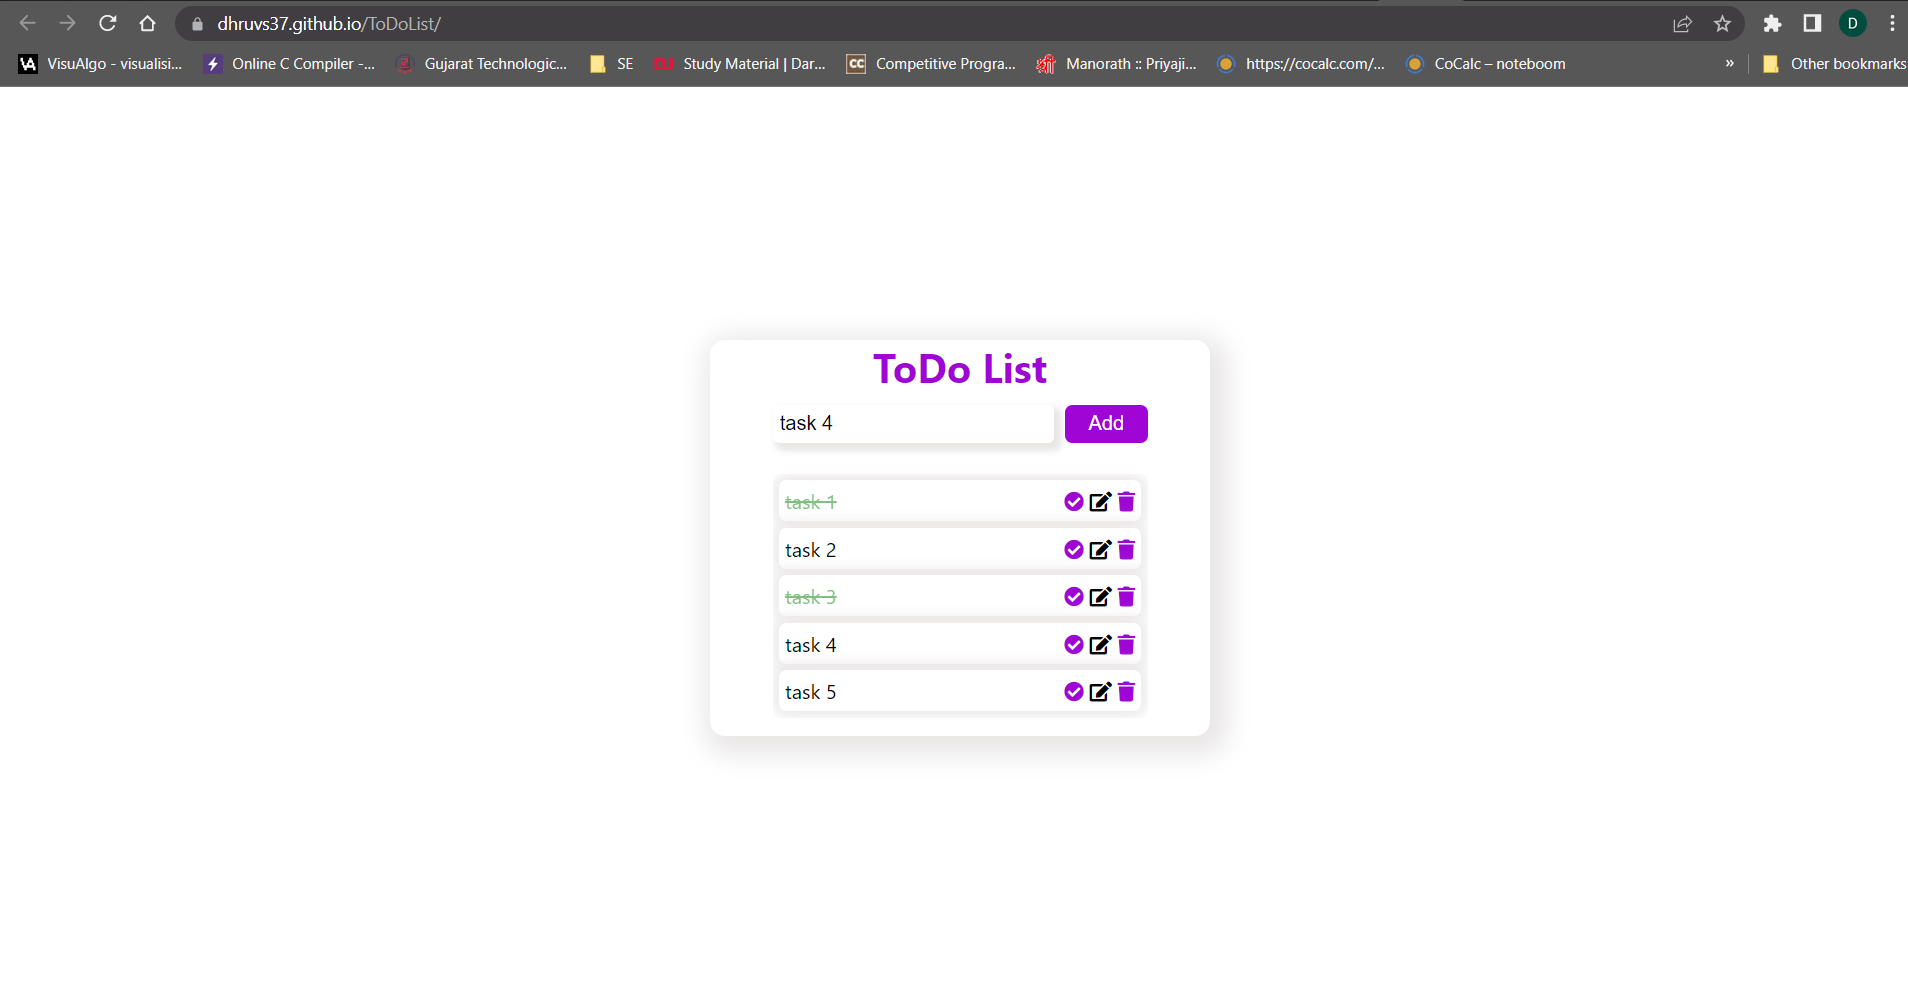 dhruvs37.github.io/ToDoList/
D
VisuAlgo - visualisi... Online C Compiler -... Gujarat Technologic... SE Study Material | Dar... CC Competitive Progra... Manorath :: Priyaji... https://cocalc.com/... CoCalc – noteboom » Other bookmarks
ToDo List
task 4 Add
task 1
task 2
task 3
task 4
task 5